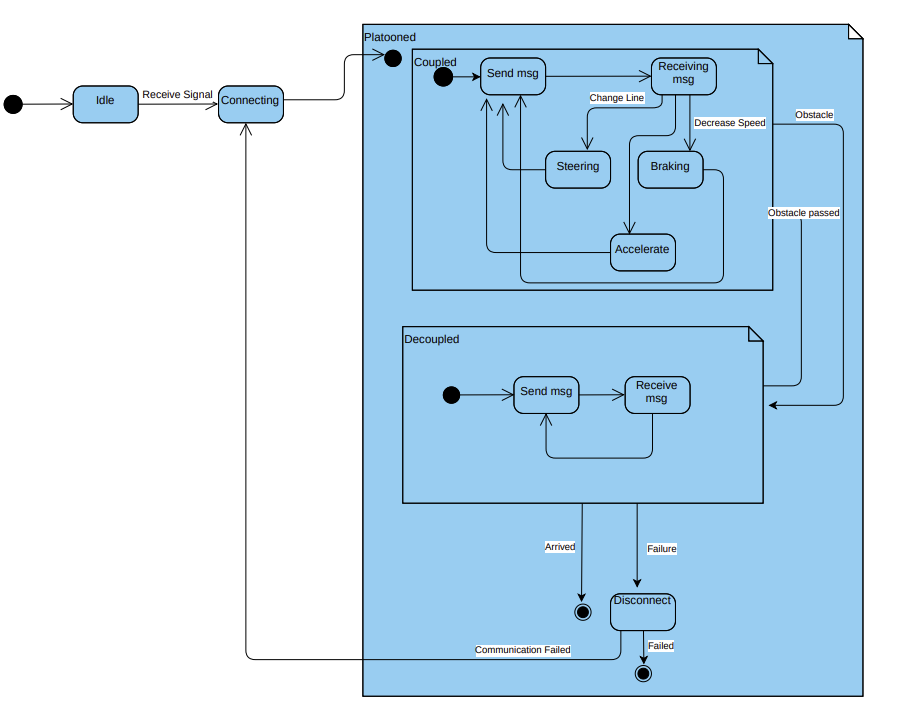 Platooned
Coupled
Send msg
Receiving
msg
Idle
Receive Signal
Connecting
Change Line
Obstacle
Decrease Speed
Steering
Braking
Obstacle passed
Accelerate
Decoupled
Send msg
Receive
msg
Arrived
Failure
Disconnect
Communication Failed
Failed